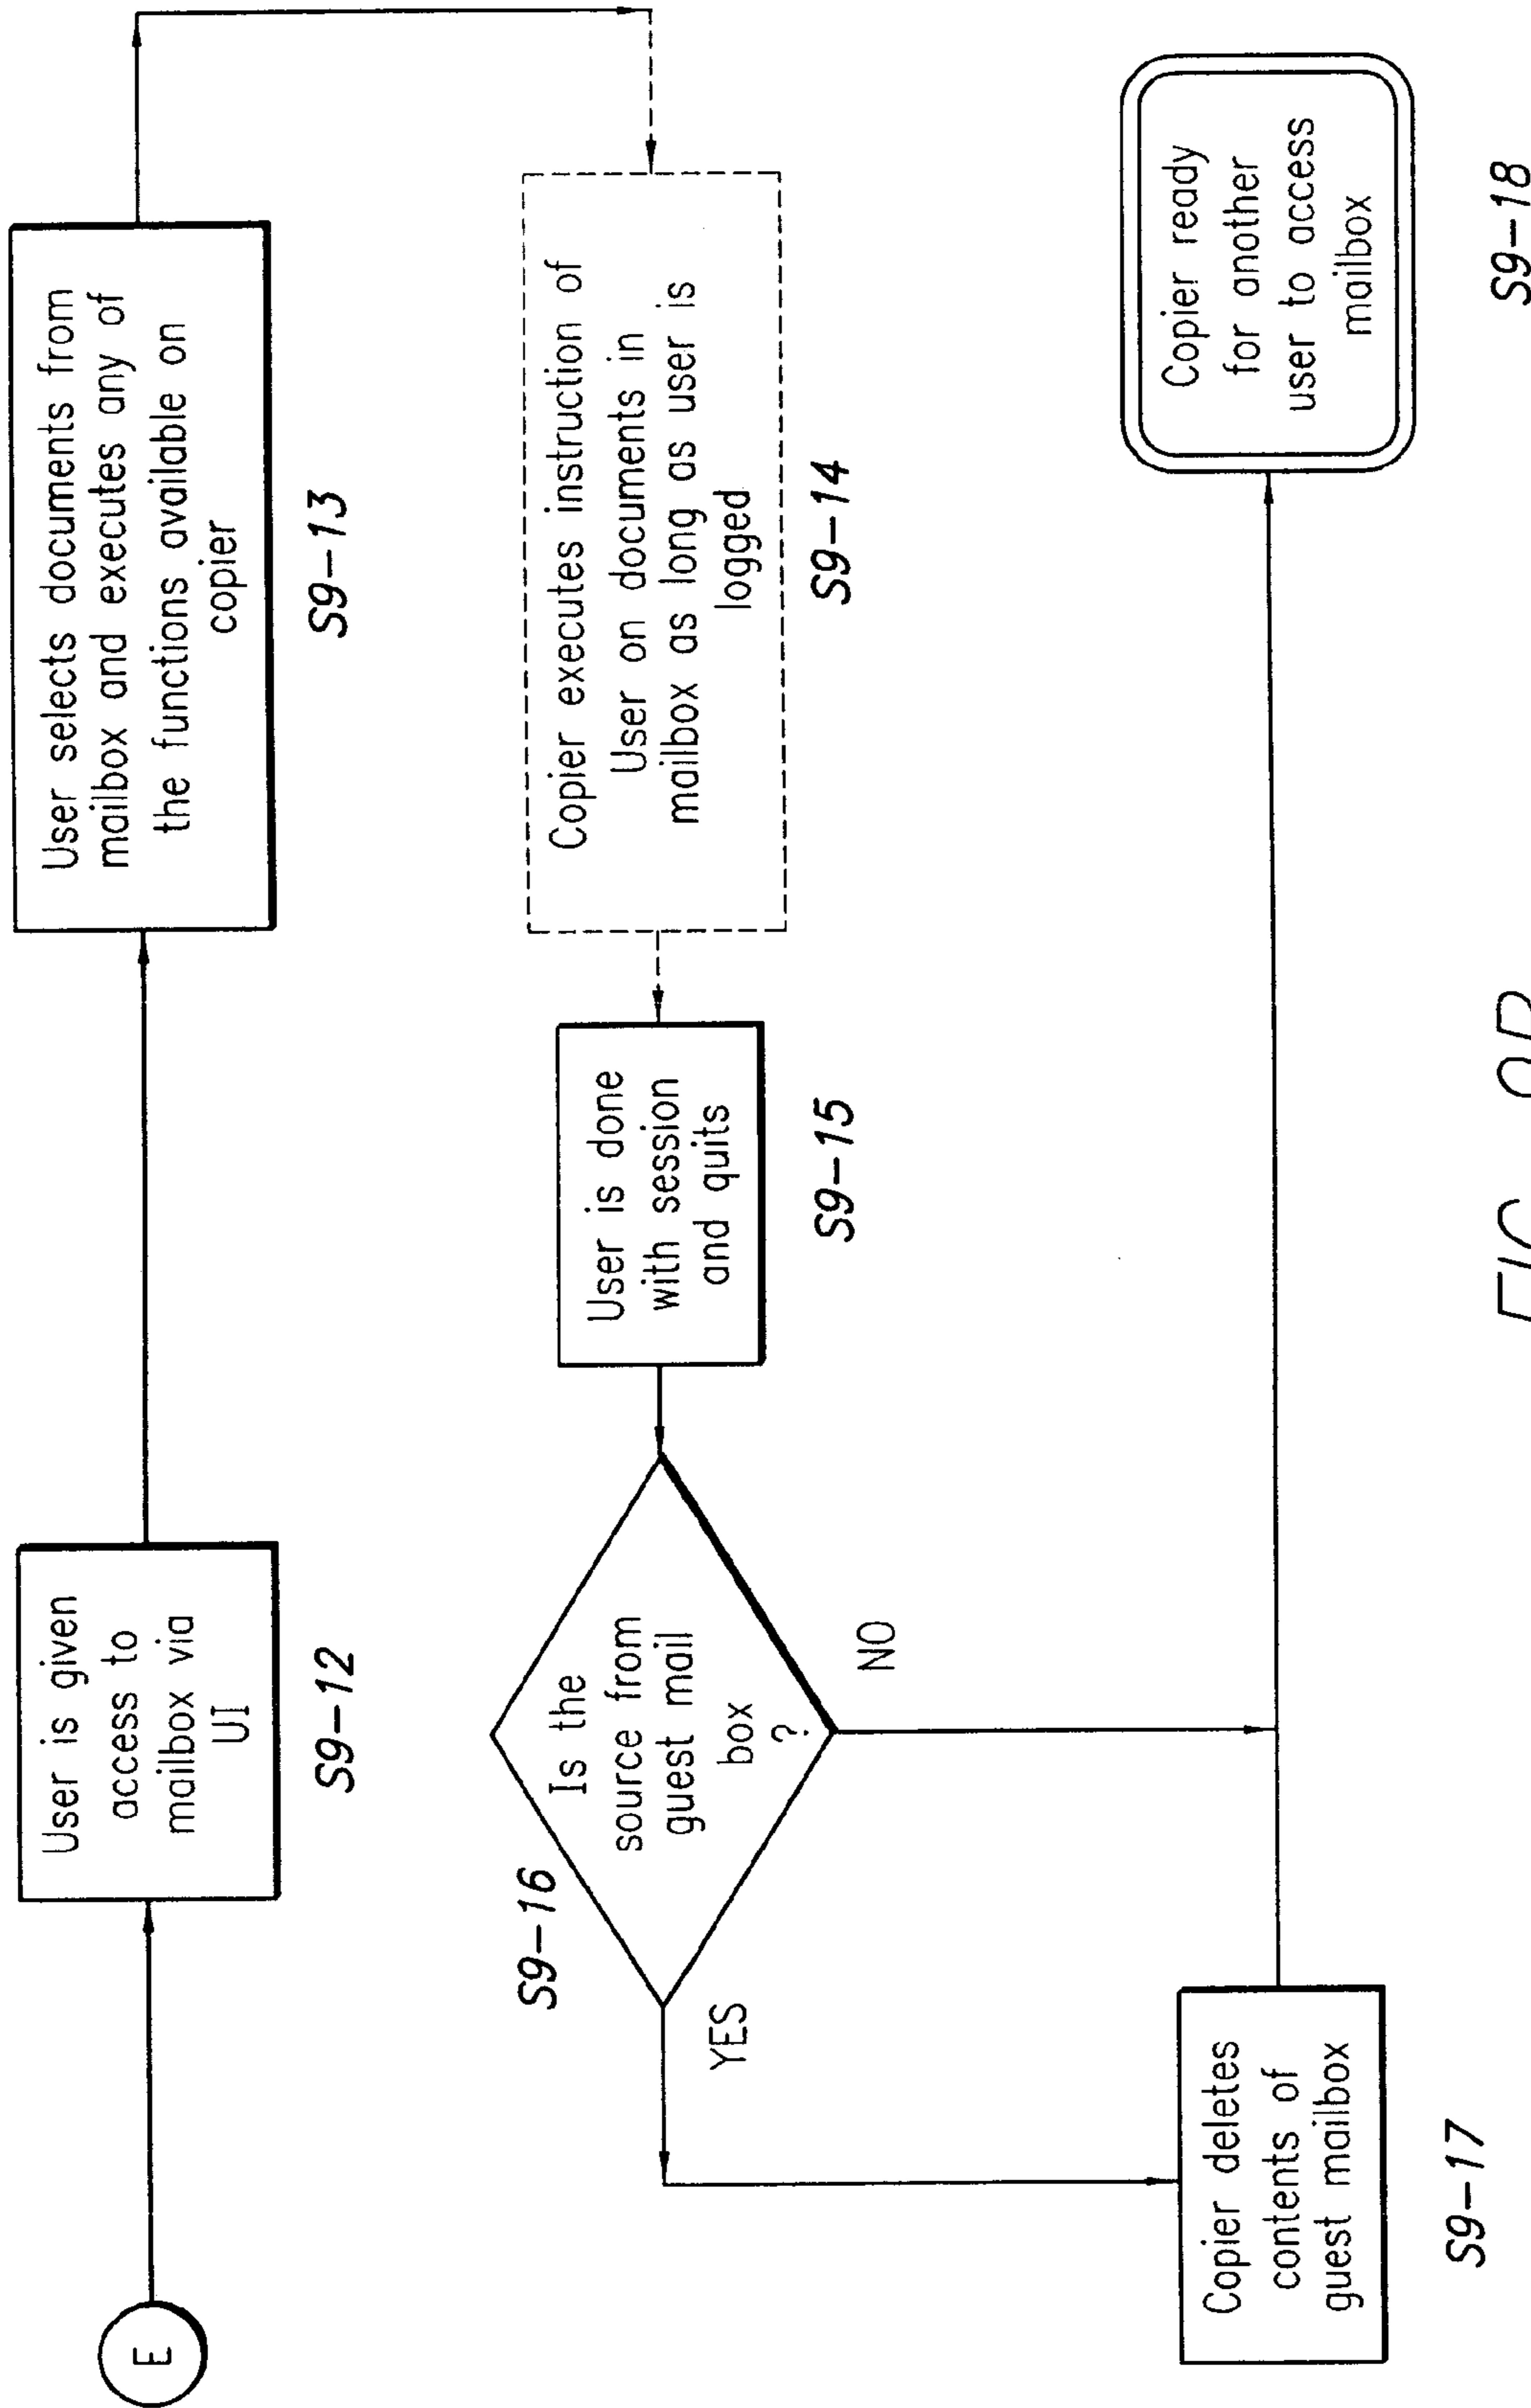 E
User is given
access to
mailbox via
UI
S9-12
User selects documents from
mailbox and executes any of
the functions available on
copier
S9-13
Copier executes instruction of
User on documents in
mailbox as long as user is
logged
S9-14
User is done
with session
and quits
S9-15
S9-16
Is the
source from
guest mail
box
?
YES
NO
Copier deletes
contents of
guest mailbox
S9-17
Copier ready
for another
user to access
mailbox
S9-18